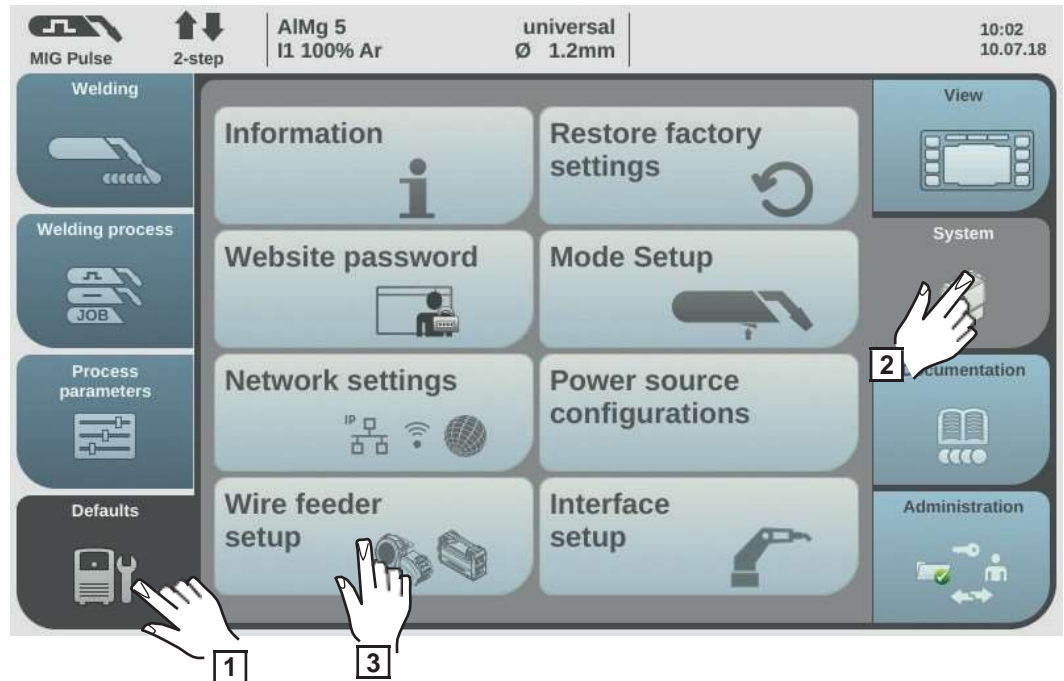 AlMg 5
universal
10:02
MIG Pulse
2-step
I1 100% Ar
Ø 1.2mm
10.07.18
Welding
Welding process
JOB
Process
parameters
Defaults
Information
Restore factory
settings
Website password
Mode Setup
Network settings
IP
Power source
configurations
Wire feeder
setup
Interface
setup
View
System
Administration
1
2
3